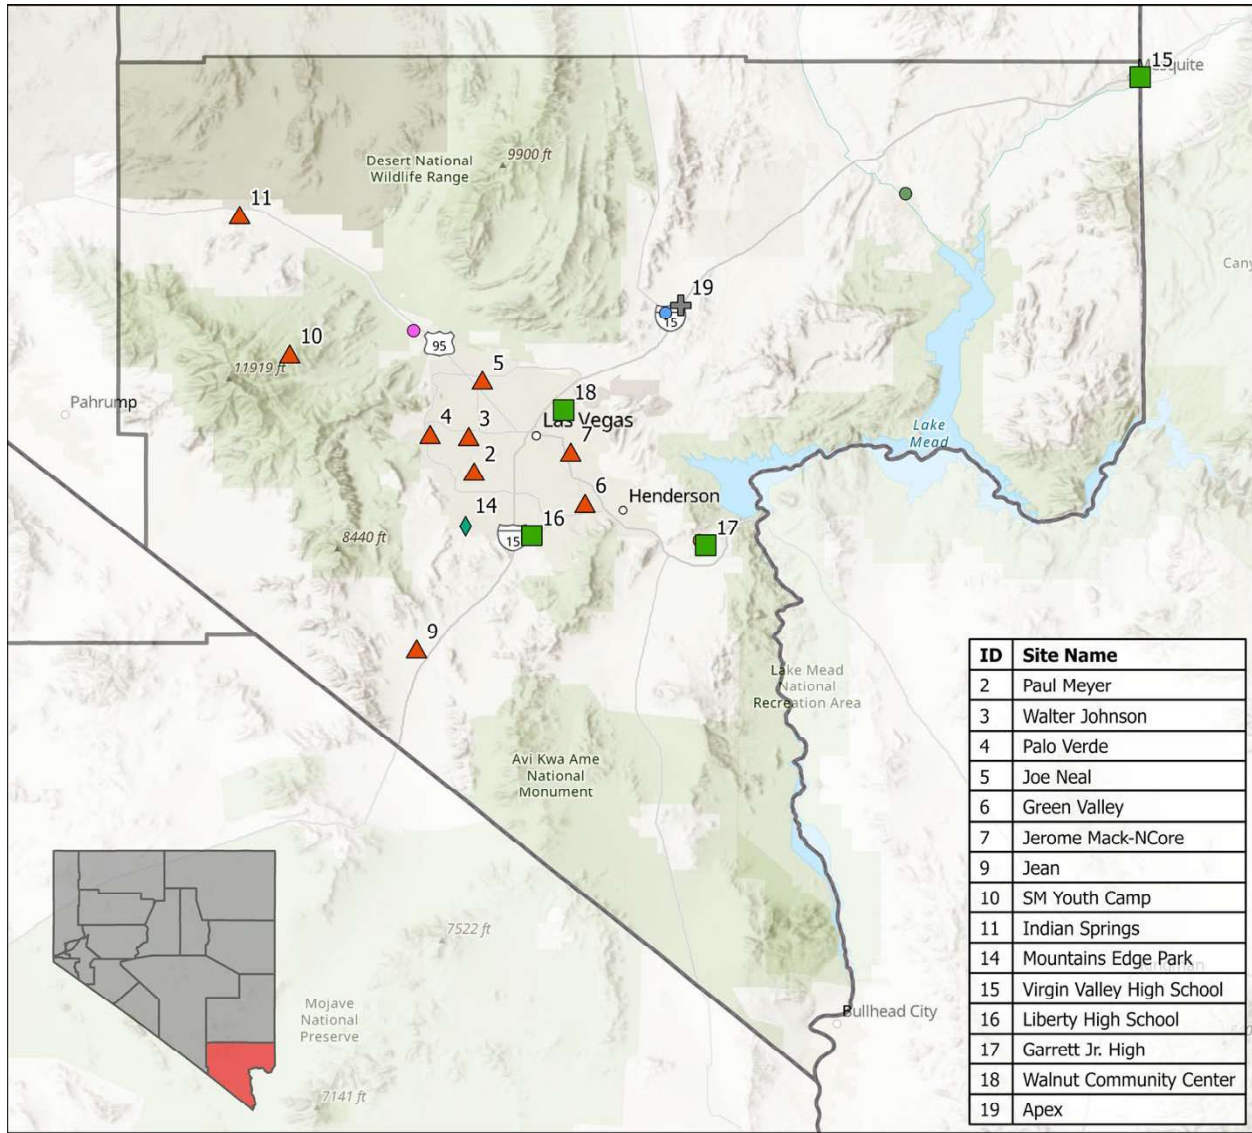 15
Mesquite
9900 ft
Desert National
Wildlife Range
11
19
15
10
95
11919 ft
5
Pahrump
18
Las Vegas
4
3
7
2
Lake
Mead
6
Henderson
14
16
15
17
8440 ft
9
Lake Mead
National
Recreation Area
Avi Kwa Ame
National
Monument
7522 ft
Mojave
National
Preserve
7141 ft
Bullhead City
Kingman
ID Site Name
2 Paul Meyer
3 Walter Johnson
4 Palo Verde
5 Joe Neal
6 Green Valley
7 Jerome Mack-NCore
9 Jean
10 SM Youth Camp
11 Indian Springs
14 Mountains Edge Park
15 Virgin Valley High School
16 Liberty High School
17 Garrett Jr. High
18 Walnut Community Center
19 Apex